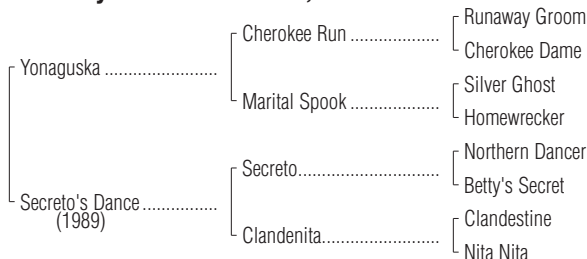 Runaway Groom
Cherokee Run ....................
Cherokee Dame
Yonaguska .........................
Silver Ghost
Marital Spook ....................
Homewrecker
Northern Dancer
Secreto................................
Betty's Secret
Secreto's Dance ................
(1989)
Clandestine
Clandenita..........................
Nita Nita